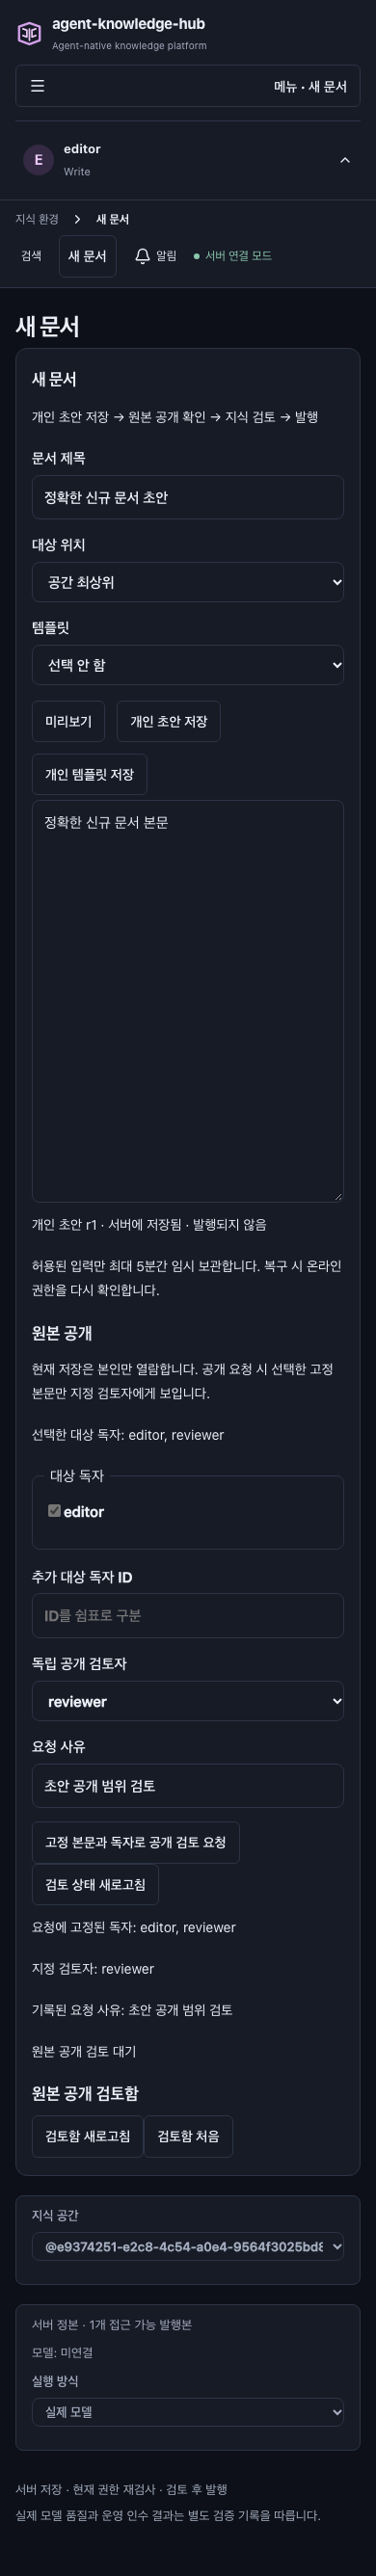 agent-knowledge-hub
Agent-native knowledge platform
메뉴 · 새 문서
E
editor
Write
지식 환경 > 새 문서
검색 새 문서 알림 서버 연결 모드
새 문서
새 문서
개인 초안 저장 → 원본 공개 확인 → 지식 검토 → 발행
문서 제목
정확한 신규 문서 초안
대상 위치
공간 최상위
템플릿
선택 안 함
미리보기 개인 초안 저장
개인 템플릿 저장
정확한 신규 문서 본문
개인 초안 r1 · 서버에 저장됨 · 발행되지 않음
허용된 입력만 최대 5분간 임시 보관합니다. 복구 시 온라인
권한을 다시 확인합니다.
원본 공개
현재 저장은 본인만 열람합니다. 공개 요청 시 선택한 고정
본문만 지정 검토자에게 보입니다.
선택한 대상 독자: editor, reviewer
대상 독자
editor
추가 대상 독자 ID
ID를 쉼표로 구분
독립 공개 검토자
reviewer
요청 사유
초안 공개 범위 검토
고정 본문과 독자로 공개 검토 요청
검토 상태 새로고침
요청에 고정된 독자: editor, reviewer
지정 검토자: reviewer
기록된 요청 사유: 초안 공개 범위 검토
원본 공개 검토 대기
원본 공개 검토함
검토함 새로고침 검토함 처음
지식 공간
@e9374251-e2c8-4c54-a0e4-9564f3025bd8
서버 정본 · 1개 접근 가능 발행본
모델: 미연결
실행 방식
실제 모델
서버 저장 · 현재 권한 재검사 · 검토 후 발행
실제 모델 품질과 운영 인수 결과는 별도 검증 기록을 따릅니다.